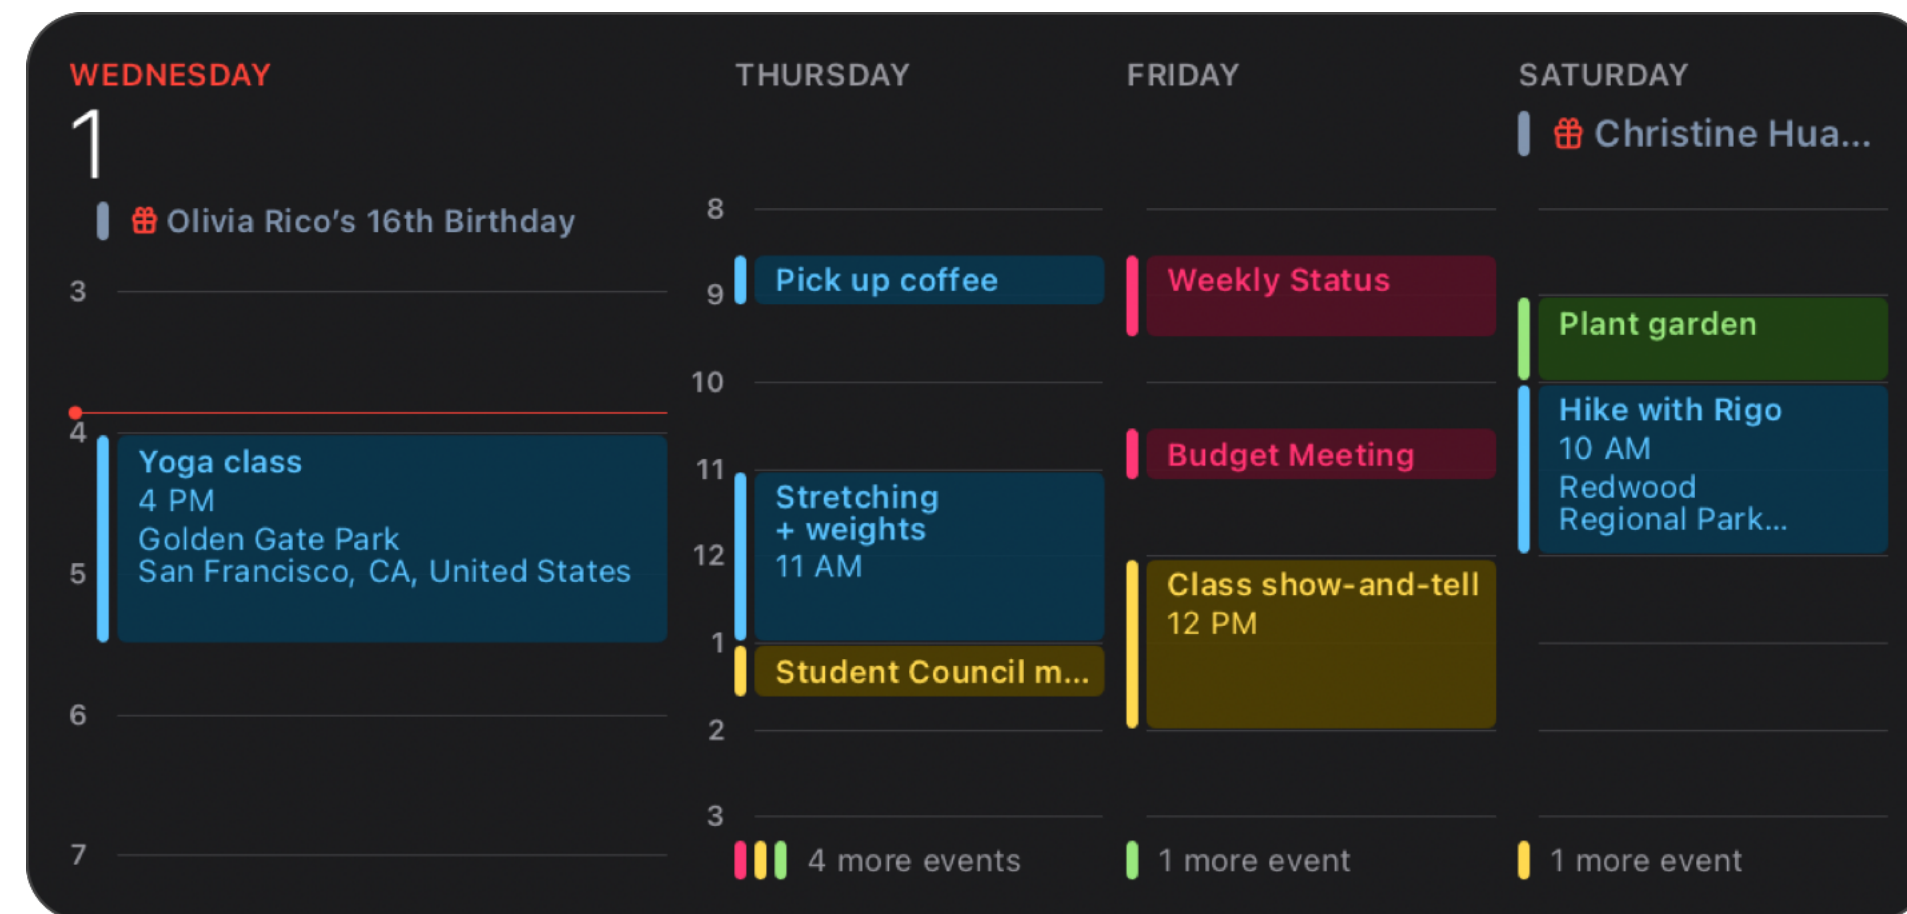 WEDNESDAY
1
Olivia Rico's 16th Birthday
3
4
Yoga class
4 PM
Golden Gate Park
San Francisco, CA, United States
5
6
7
THURSDAY
8
9
10
11
12
1
2
3
Pick up coffee
Stretching
+ weights
11 AM
Student Council m...
4 more events
FRIDAY
Weekly Status
Budget Meeting
Class show-and-tell
12 PM
1 more event
SATURDAY
Christine Hua...
Plant garden
Hike with Rigo
10 AM
Redwood
Regional Park...
1 more event